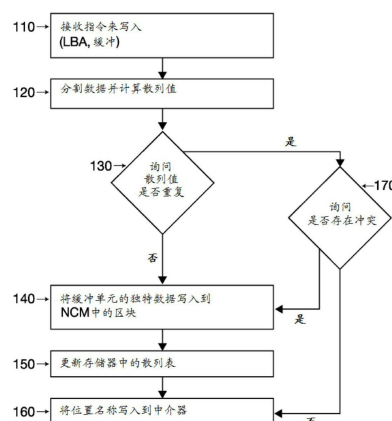 110
接收指令来写入
(LBA, 缓冲)
120
分割数据并计算散列值
130
访问
散列值
是否重复
是
170
访问
是否存在冲突
否
140
将缓冲单元的独特数据写入到
NCM中的区块
是
150
更新存储器中的散列表
160
将位置名称写入到中介器
否